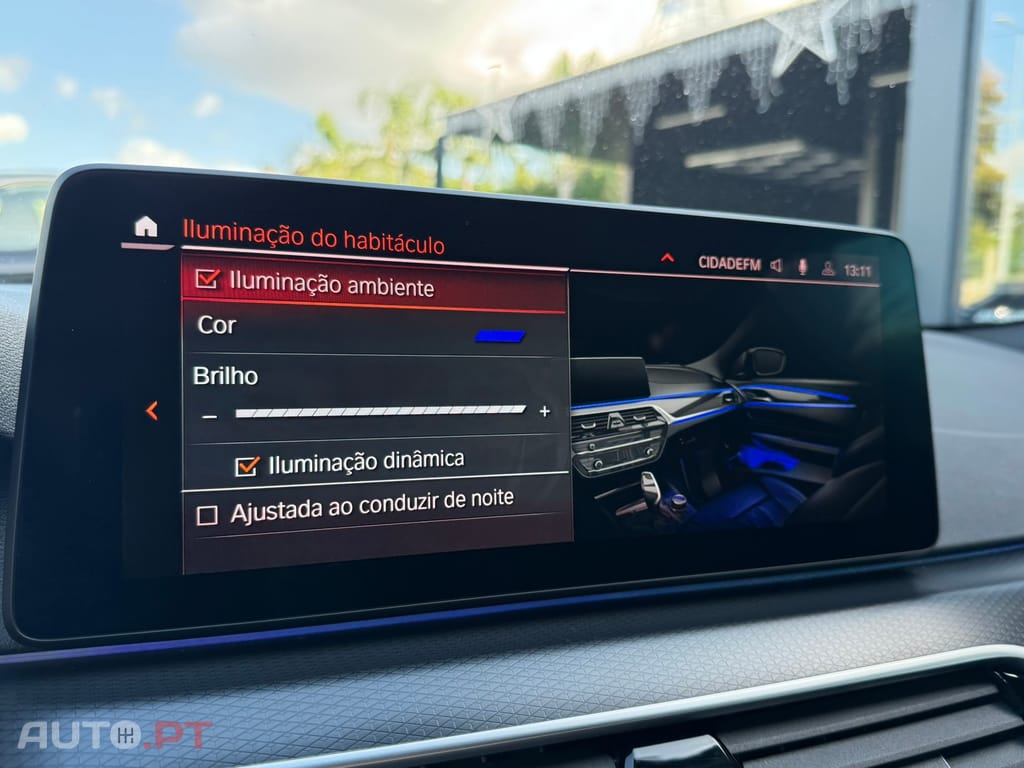 Iluminação do habitáculo
CIDADEFM 13:11
Iluminação ambiente
Cor
Brilho
– +
Iluminação dinâmica
Ajustada ao conduzir de noite
AUTO.PT